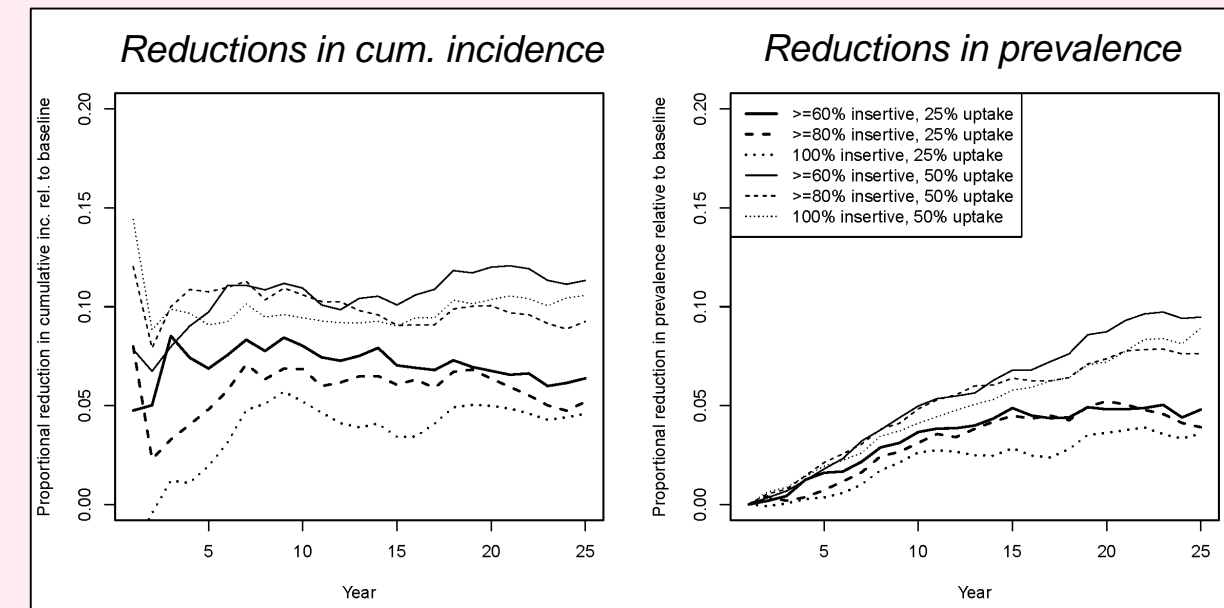 Reductions in cum. incidence
Proportional reduction in cumulative inc. rel. to baseline
0.20
0.15
0.10
0.05
0.00
5
10
15
20
25
Year
Reductions in prevalence
Proportional reduction in prevalence relative to baseline
0.20
0.15
0.10
0.05
0.00
>=60% insertive, 25% uptake
>=80% insertive, 25% uptake
100% insertive, 25% uptake
>=60% insertive, 50% uptake
>=80% insertive, 50% uptake
100% insertive, 50% uptake
5
10
15
20
25
Year